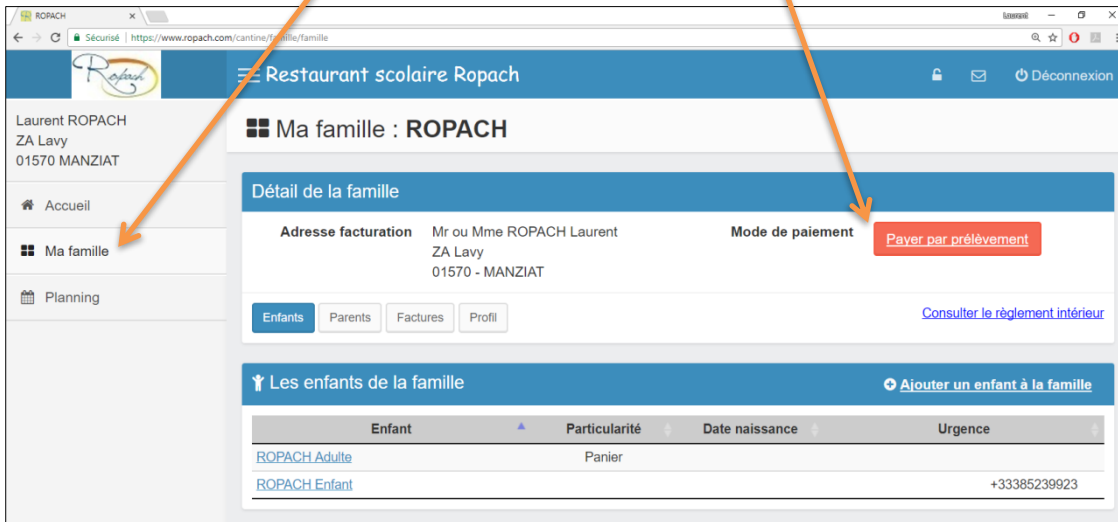 ROPACH
Laurent
Sécurisé | https://www.ropach.com/cantine/famille/famille
Ropach
Restaurant scolaire Ropach
Déconnexion
Laurent ROPACH
ZA Lavy
01570 MANZIAT
Accueil
Ma famille
Planning
Ma famille : ROPACH
Détail de la famille
Adresse facturation Mr ou Mme ROPACH Laurent Mode de paiement Payer par prélèvement
ZA Lavy
01570 - MANZIAT
Enfants Parents Factures Profil Consulter le règlement intérieur
Les enfants de la famille Ajouter un enfant à la famille
Enfant Particularité Date naissance Urgence
ROPACH Adulte Panier
ROPACH Enfant +33385239923